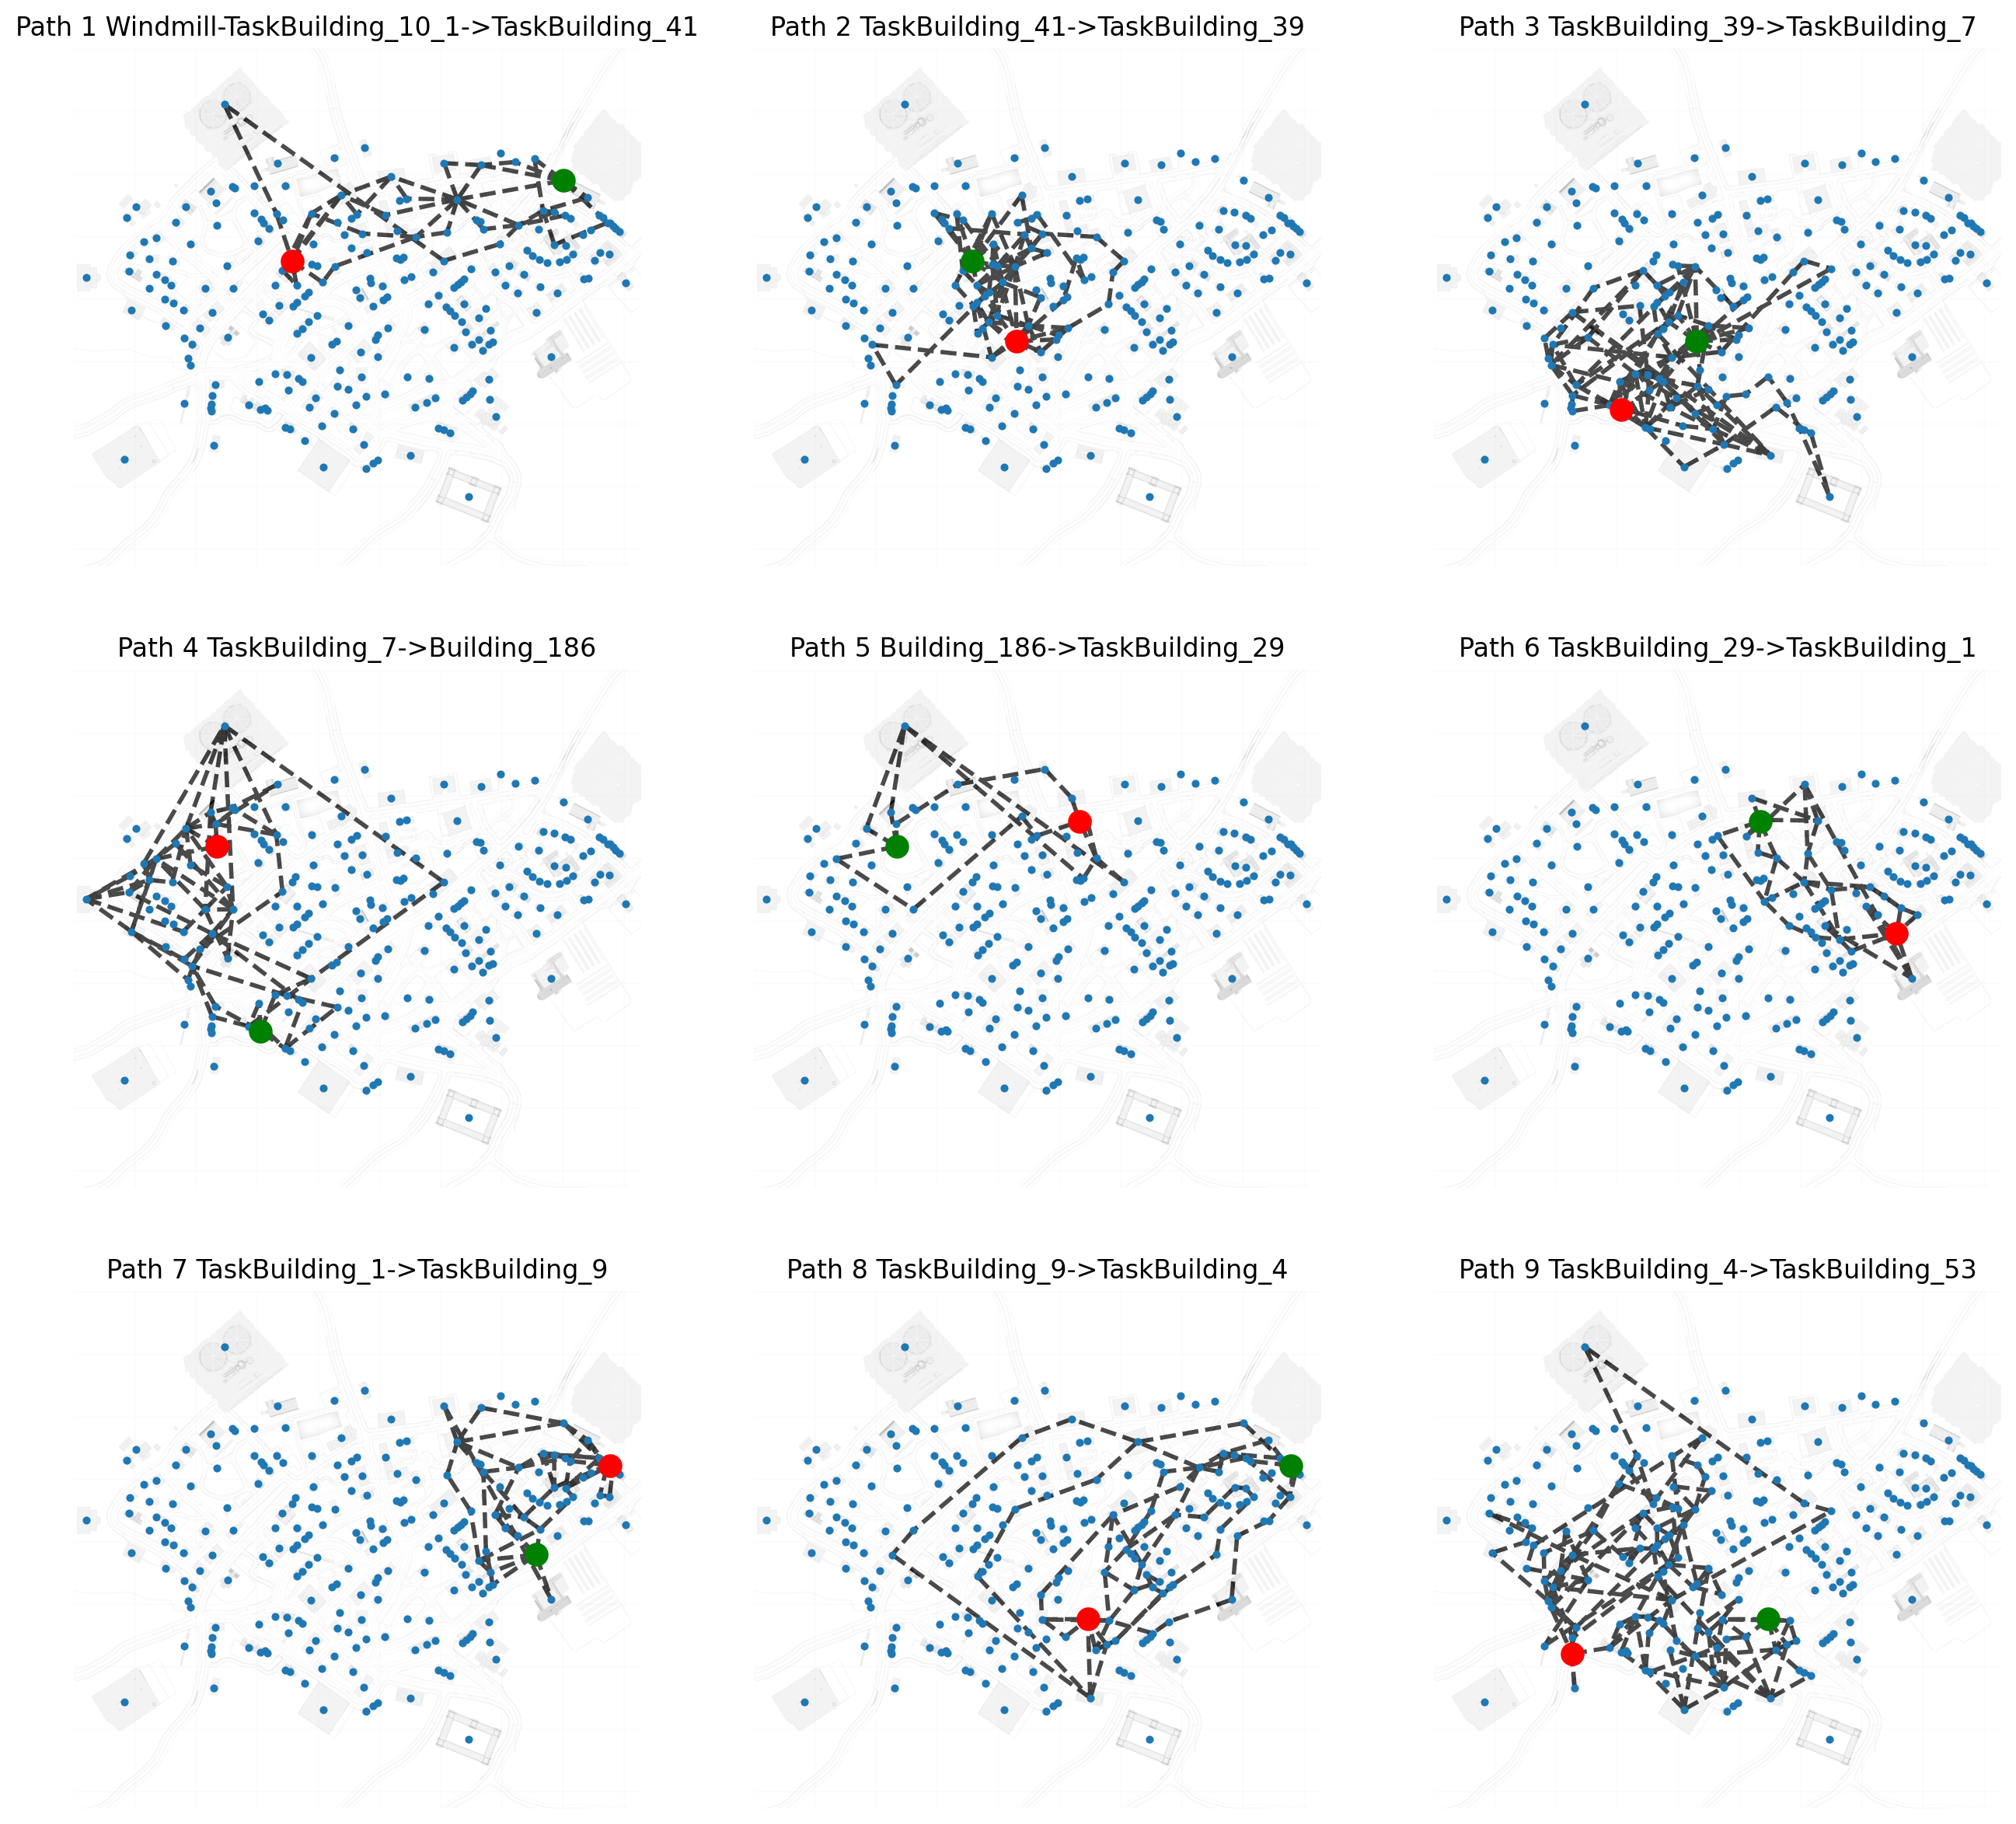 Path 1 Windmill-TaskBuilding_10_1->TaskBuilding_41
Path 2 TaskBuilding_41->TaskBuilding_39
Path 3 TaskBuilding_39->TaskBuilding_7
Path 4 TaskBuilding_7->Building_186
Path 5 Building_186->TaskBuilding_29
Path 6 TaskBuilding_29->TaskBuilding_1
Path 7 TaskBuilding_1->TaskBuilding_9
Path 8 TaskBuilding_9->TaskBuilding_4
Path 9 TaskBuilding_4->TaskBuilding_53